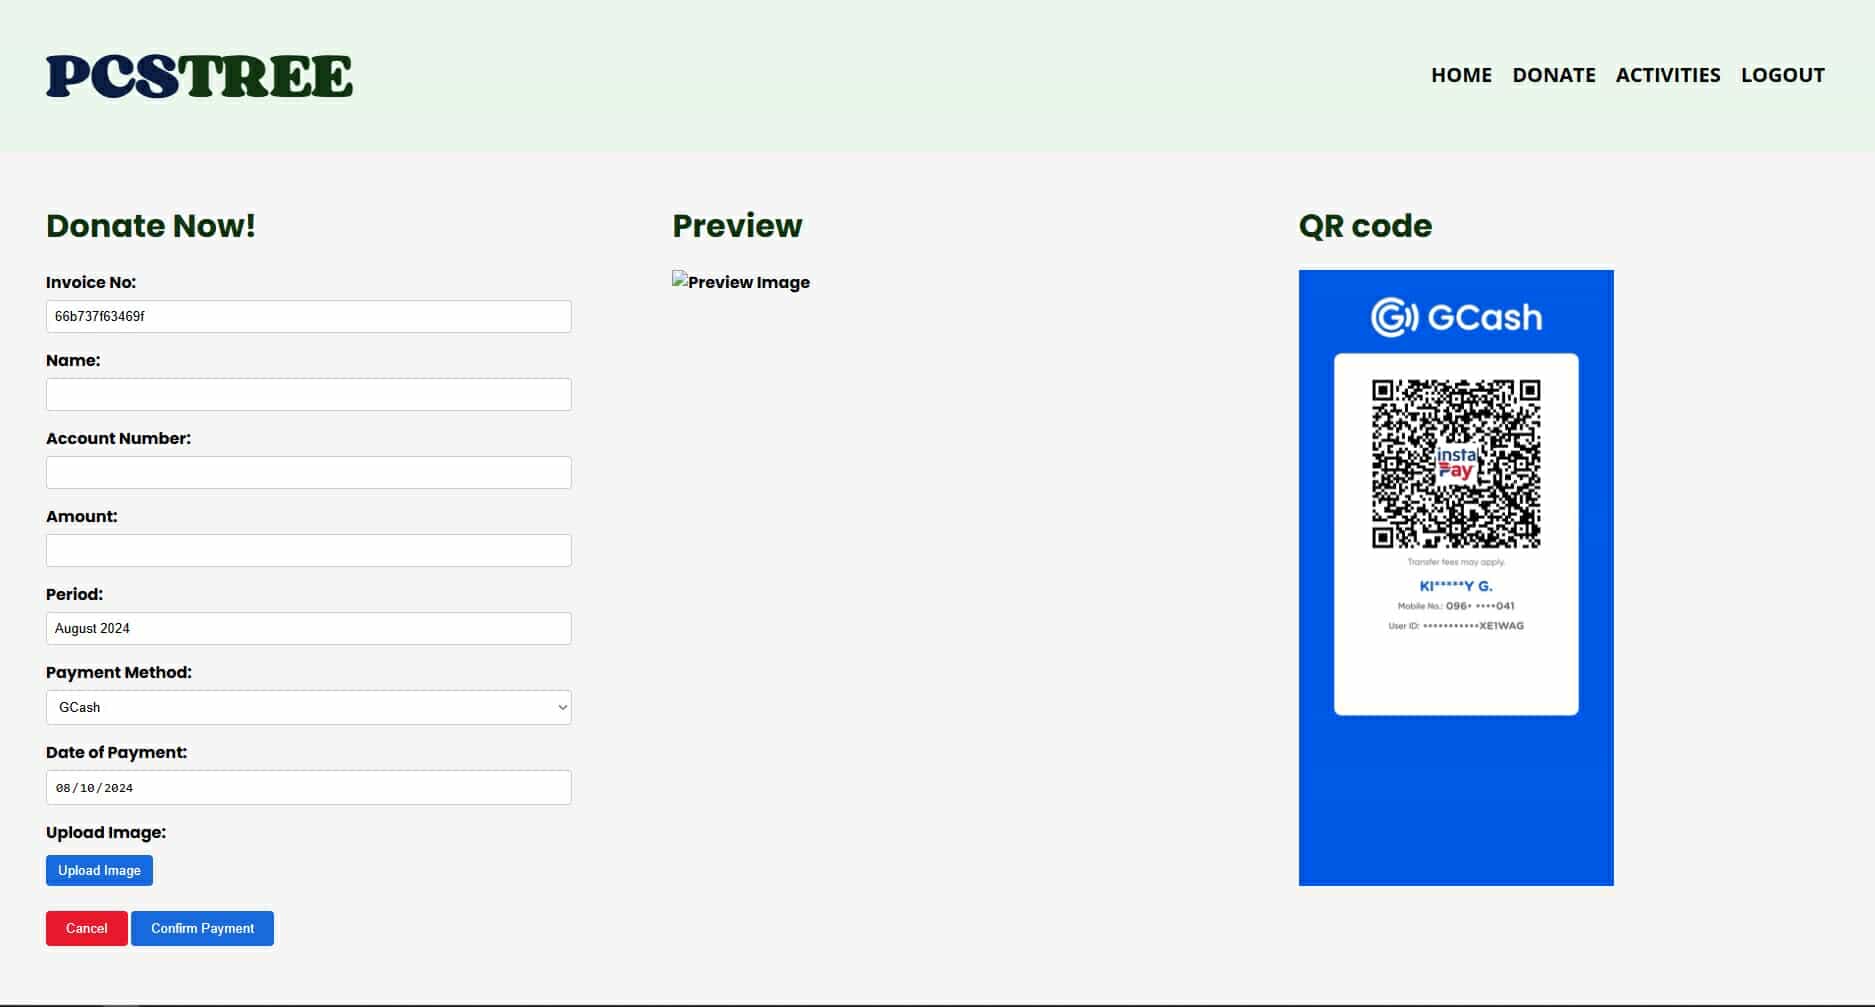 PCSTREE
HOME DONATE ACTIVITIES LOGOUT
Donate Now!
Invoice No:
66b737f63469f
Name:
Account Number:
Amount:
Period:
August 2024
Payment Method:
GCash
Date of Payment:
08/10/2024
Upload Image:
Upload Image
Cancel Confirm Payment
Preview
Preview Image
QR code
GCash
insta
Pay
Transfer fees may apply.
KI*****Y G.
Mobile No.: 096• ••••041
User ID: •••••••••••XE1WAG